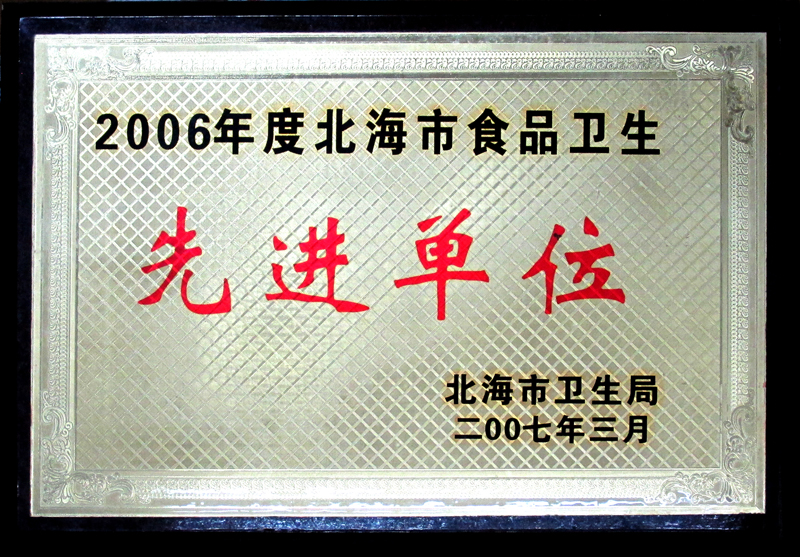 2006年度北海市食品卫生
先进单位
北海市卫生局
二00七年三月